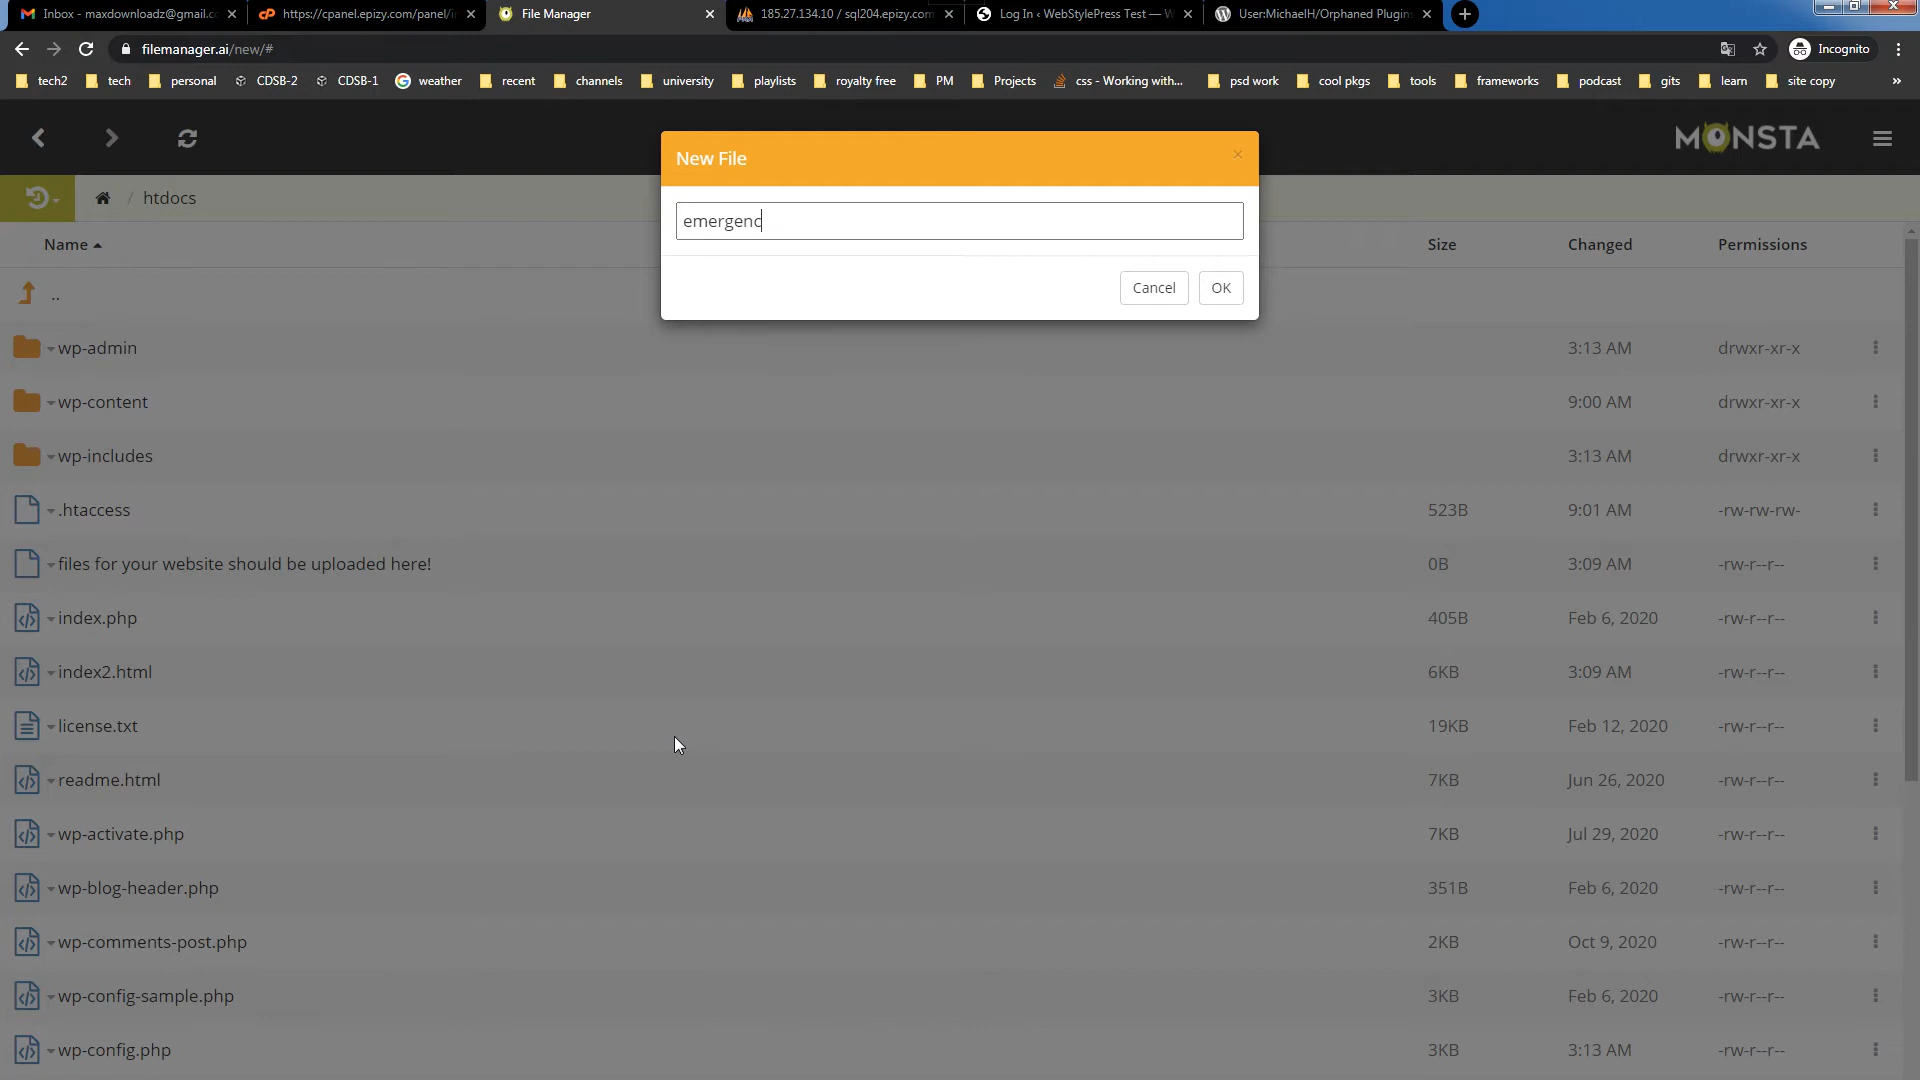 Inbox - maxdownloadz@gmail.c
https://cpanel.epizy.com/panel/i
File Manager
185.27.134.10 / sql204.epizy.com
Log In ‹ WebStylePress Test — W
User:MichaelH/Orphaned Plugin
filemanager.ai/new/#
Incognito
tech2
tech
personal
CDSB-2
CDSB-1
weather
recent
channels
university
playlists
royalty free
PM
Projects
css - Working with...
psd work
cool pkgs
tools
frameworks
podcast
gits
learn
site copy
»
MONSTA
New File
×
emergenc
Cancel
OK
/ htdocs
Name Size Changed Permissions
..
wp-admin 3:13 AM drwxr-xr-x
wp-content 9:00 AM drwxr-xr-x
wp-includes 3:13 AM drwxr-xr-x
.htaccess 523B 9:01 AM -rw-rw-rw-
files for your website should be uploaded here! 0B 3:09 AM -rw-r--r--
index.php 405B Feb 6, 2020 -rw-r--r--
index2.html 6KB 3:09 AM -rw-r--r--
license.txt 19KB Feb 12, 2020 -rw-r--r--
readme.html 7KB Jun 26, 2020 -rw-r--r--
wp-activate.php 7KB Jul 29, 2020 -rw-r--r--
wp-blog-header.php 351B Feb 6, 2020 -rw-r--r--
wp-comments-post.php 2KB Oct 9, 2020 -rw-r--r--
wp-config-sample.php 3KB Feb 6, 2020 -rw-r--r--
wp-config.php 3KB 3:13 AM -rw-r--r--